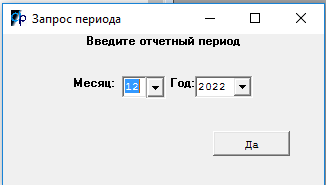 Запрос периода
Введите отчетный период
Месяц: 12 Год: 2022
Да